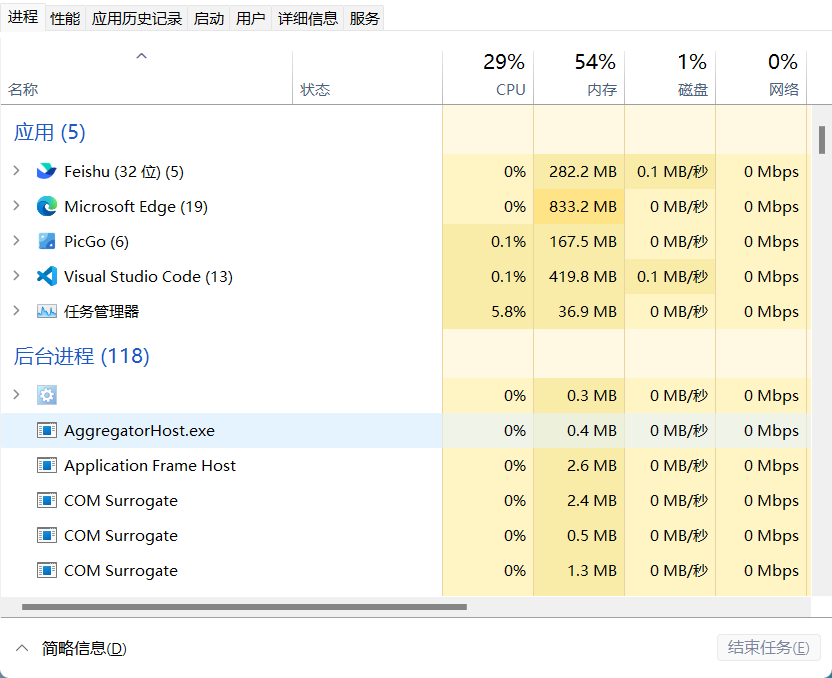 进程 性能 应用历史记录 启动 用户 详细信息 服务
29% 54% 1% 0%
名称 状态 CPU 内存 磁盘 网络
应用 (5)
Feishu (32 位) (5) 0% 282.2 MB 0.1 MB/秒 0 Mbps
Microsoft Edge (19) 0% 833.2 MB 0 MB/秒 0 Mbps
PicGo (6) 0.1% 167.5 MB 0 MB/秒 0 Mbps
Visual Studio Code (13) 0.1% 419.8 MB 0.1 MB/秒 0 Mbps
任务管理器 5.8% 36.9 MB 0 MB/秒 0 Mbps
后台进程 (118)
0% 0.3 MB 0 MB/秒 0 Mbps
AggregatorHost.exe 0% 0.4 MB 0 MB/秒 0 Mbps
Application Frame Host 0% 2.6 MB 0 MB/秒 0 Mbps
COM Surrogate 0% 2.4 MB 0 MB/秒 0 Mbps
COM Surrogate 0% 0.5 MB 0 MB/秒 0 Mbps
COM Surrogate 0% 1.3 MB 0 MB/秒 0 Mbps
简略信息(D) 结束任务(E)